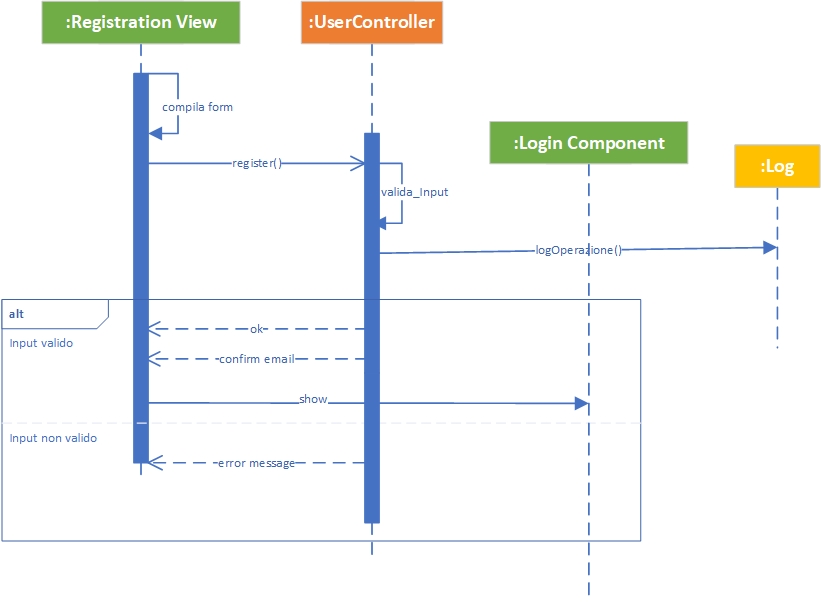 :Registration View
:UserController
compila form
:Login Component
:Log
register()
valida_Input
logOperazione()
alt
ok
Input valido
confirm email
show
Input non valido
error message